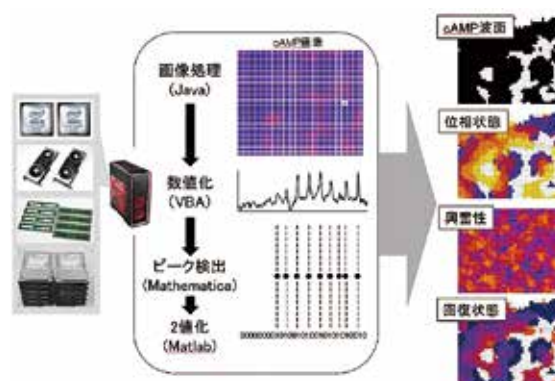 cAMP画像
画像処理
(Java)
数値化
(VBA)
ピーク検出
(Mathematica)
2値化
(Matlab)
cAMP波面
位相状態
興奮性
回復状態